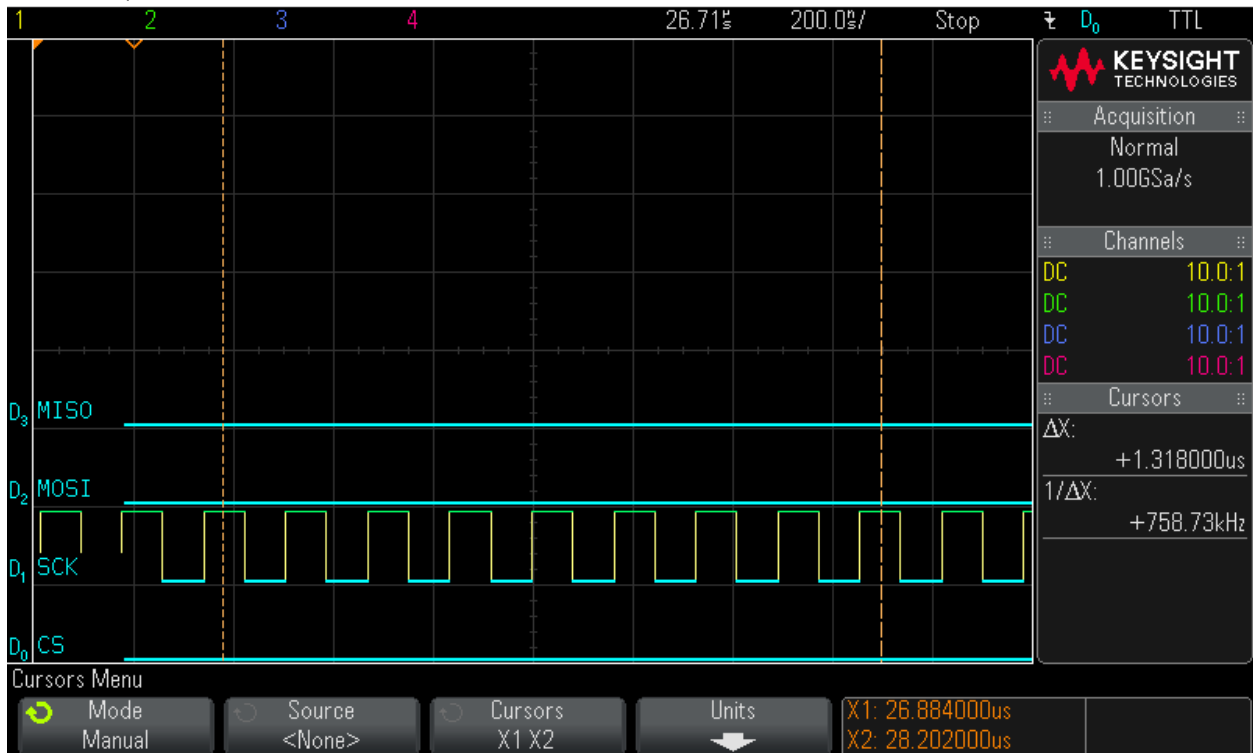 1 2 3 4 26.71µs 200.0ns/ Stop D0 TTL
KEYSIGHT
TECHNOLOGIES
Acquisition
Normal
1.00GSa/s
Channels
DC 10.0:1
DC 10.0:1
DC 10.0:1
DC 10.0:1
Cursors
ΔX:
+1.318000us
1/ΔX:
+758.73kHz
D3 MISO
D2 MOSI
D1 SCK
D0 CS
Cursors Menu
Mode
Manual
Source
<None>
Cursors
X1 X2
Units
X1: 26.884000us
X2: 28.202000us